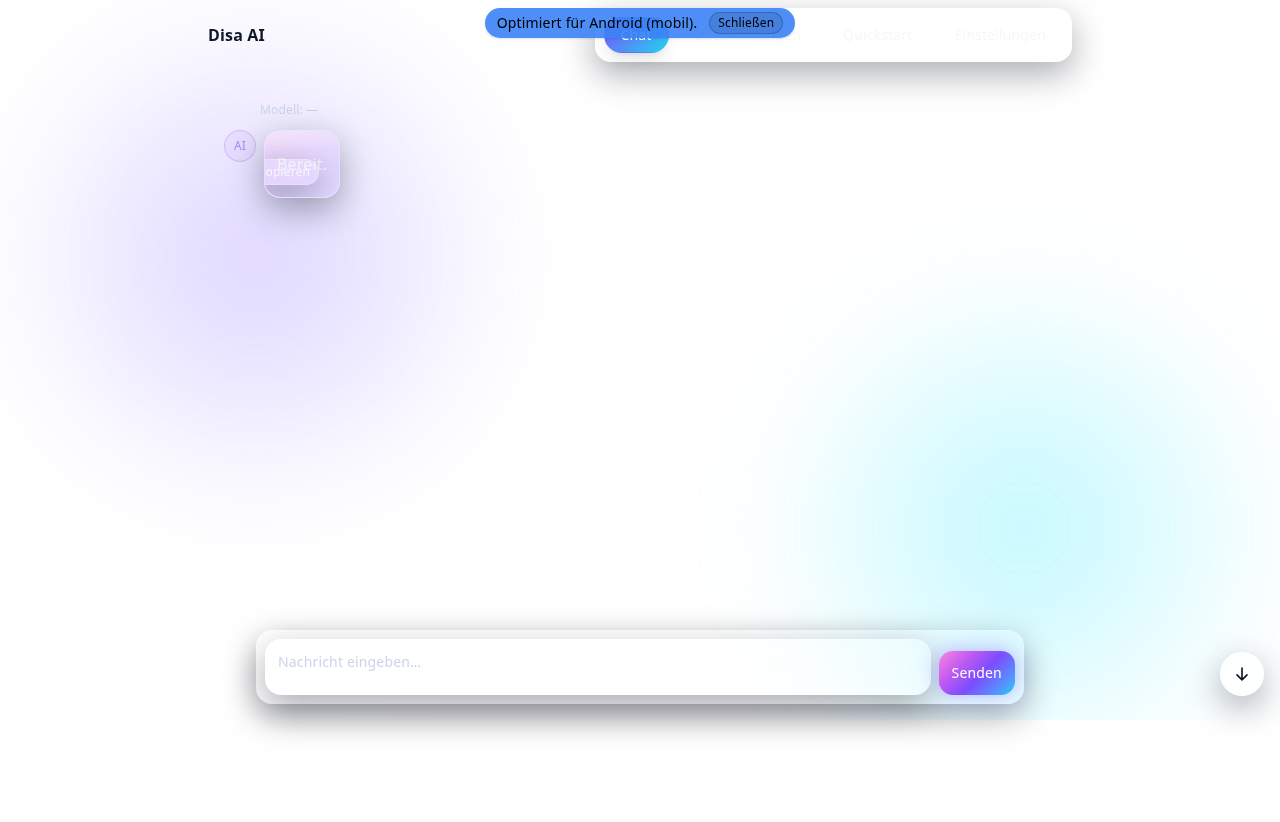 Optimiert für Android (mobil).
Schließen
Disa AI
Chat
Quickstart
Einstellungen
Modell: —
AI
Bereit.
opieren
Nachricht eingeben...
Senden